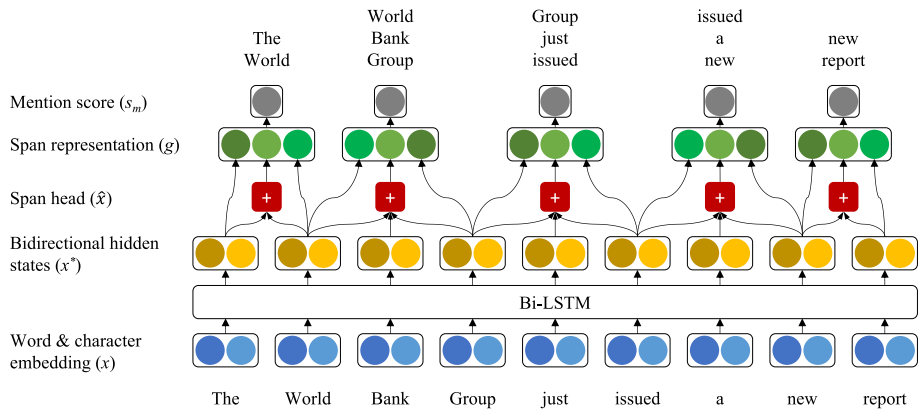 The
World
World
Bank
Group
Group
just
issued
issued
a
new
new
report
Mention score (sₘ)
Span representation (g)
Span head (x̂)
+ + + + +
Bidirectional hidden
states (x*)
Bi-LSTM
Word & character
embedding (x)
The World Bank Group just issued a new report